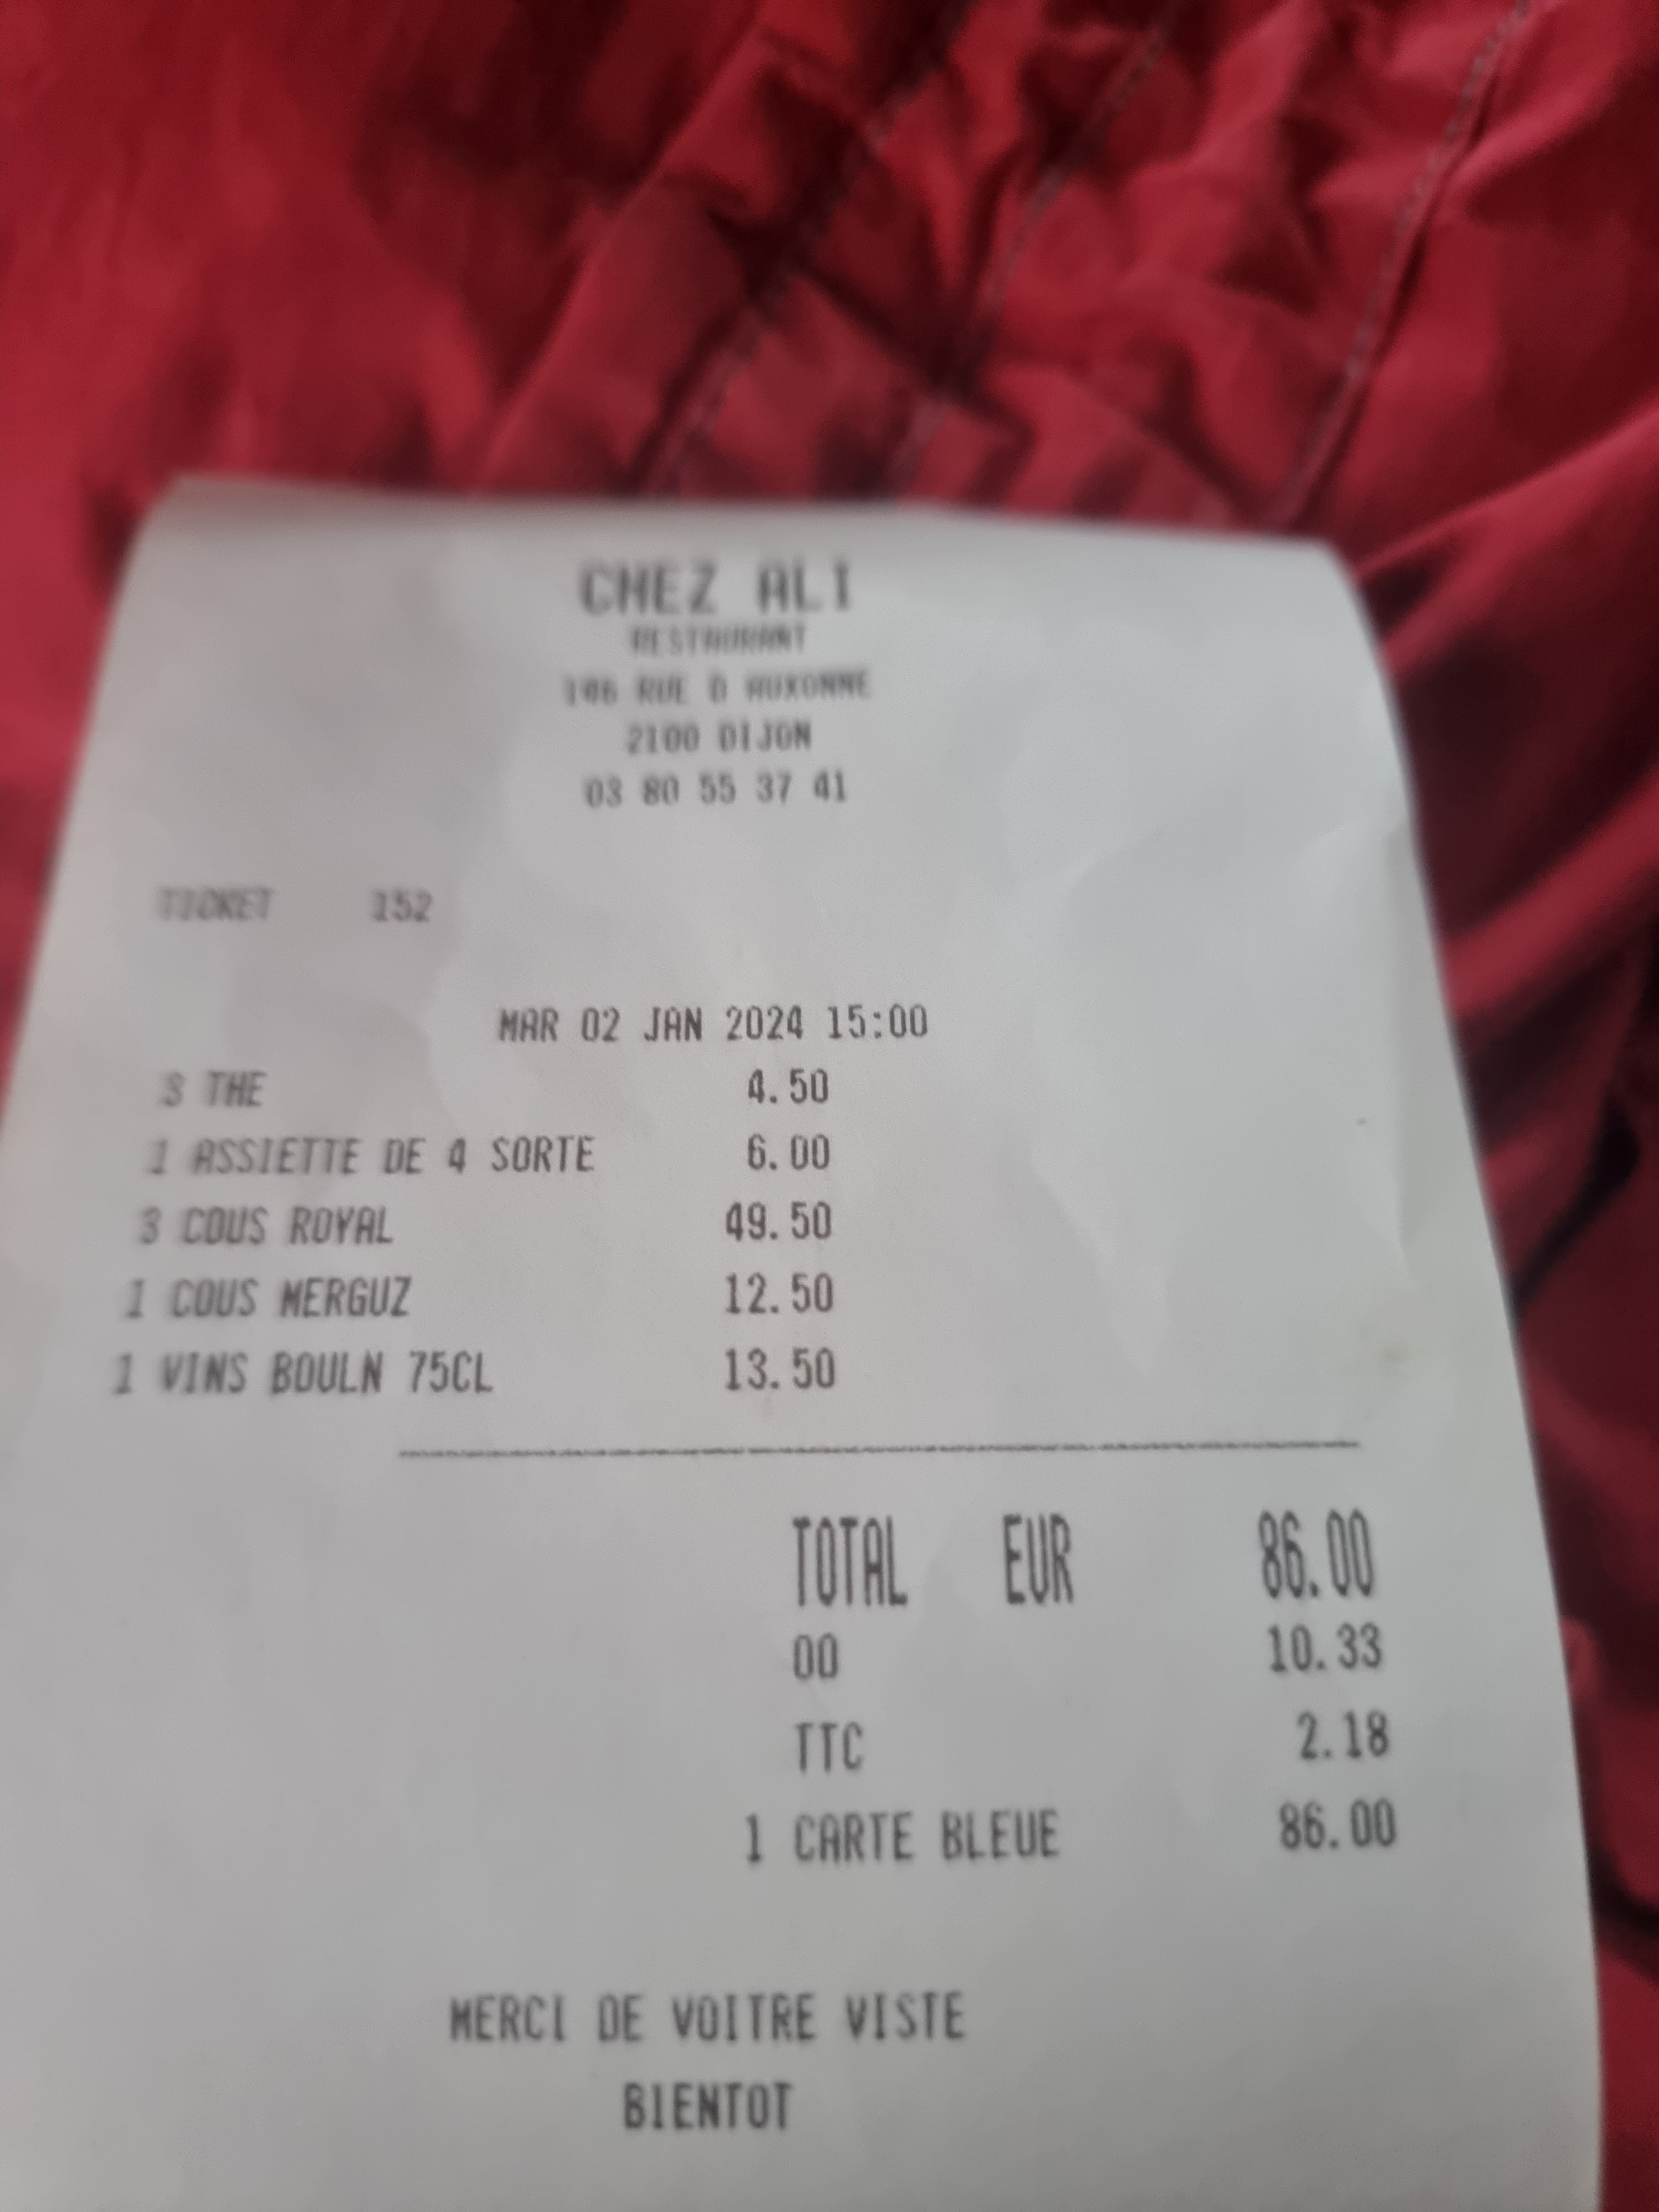 CHEZ ALI
RESTAURANT
146 RUE D AUXONNE
2100 DIJON
03 80 55 37 41
TICKET 152
MAR 02 JAN 2024 15:00
3 THE 4.50
1 ASSIETTE DE 4 SORTE 6.00
3 COUS ROYAL 49.50
1 COUS MERGUZ 12.50
1 VINS BOULN 75CL 13.50
TOTAL EUR 86.00
00 10.33
TTC 2.18
1 CARTE BLEUE 86.00
MERCI DE VOITRE VISTE
BIENTOT